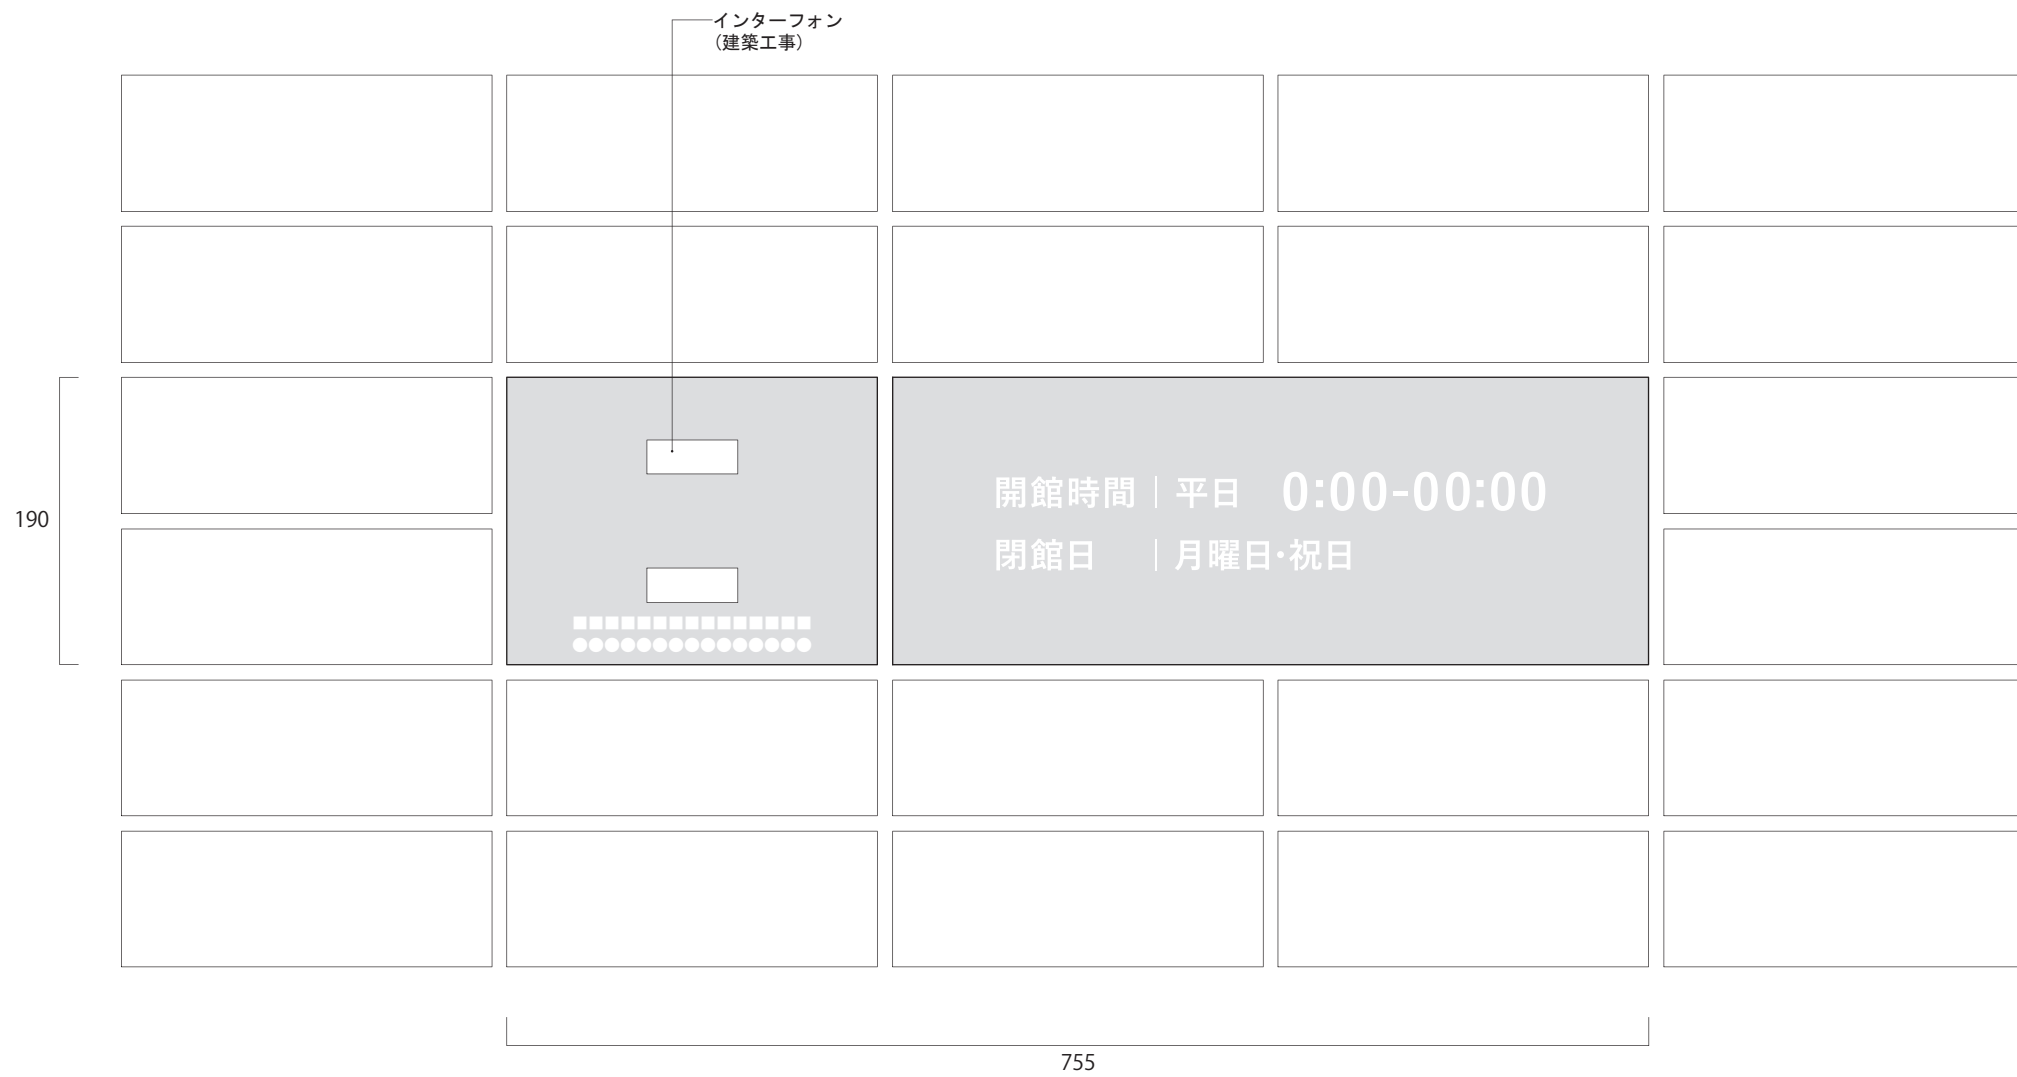 インターフォン
（建築工事）
190
開館時間｜平日 0:00-00:00
閉館日｜月曜日・祝日
755